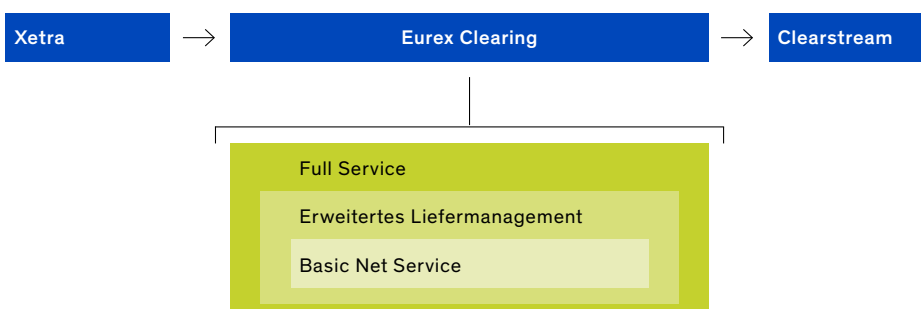 Xetra
Eurex Clearing
Clearstream
Full Service
Erweitertes Liefermanagement
Basic Net Service